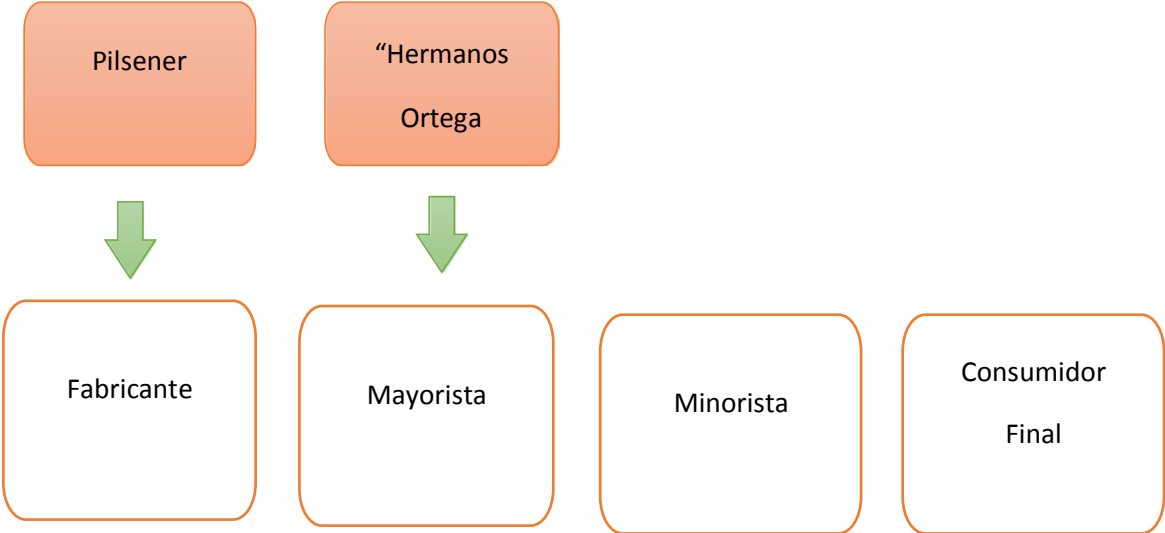 Pilsener
“Hermanos
Ortega
Fabricante
Mayorista
Minorista
Consumidor
Final